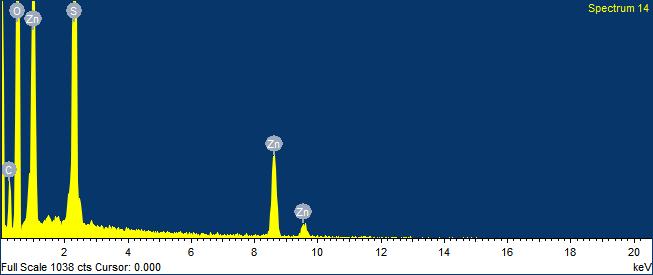 Spectrum 14
O
Zn
S
C
Zn
Zn
2 4 6 8 10 12 14 16 18 20
Full Scale 1038 cts Cursor: 0.000 keV